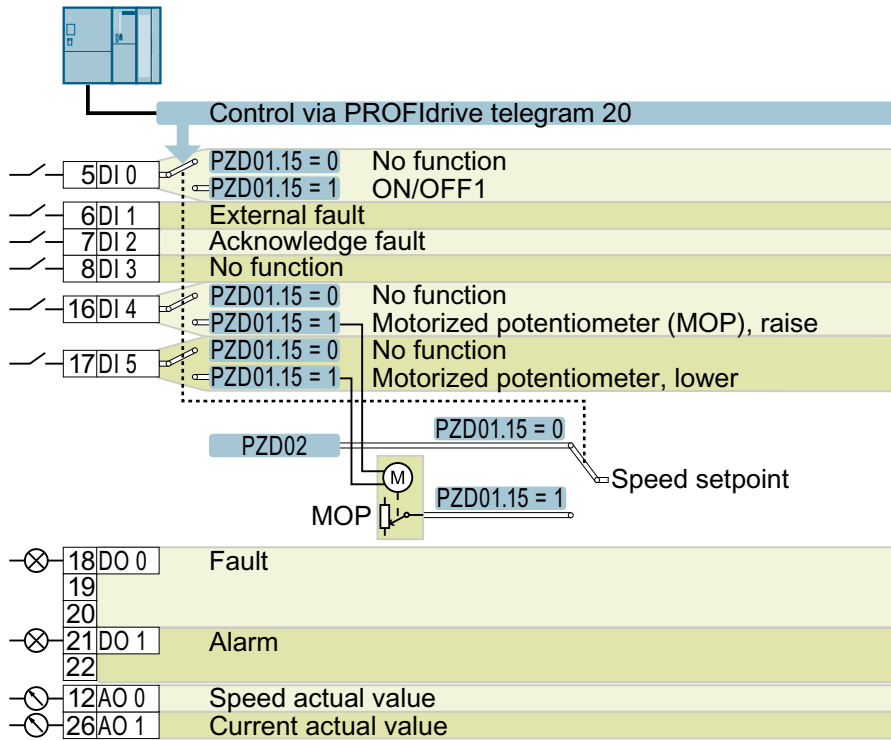 Control via PROFIdrive telegram 20
5 DI 0 PZD01.15 = 0 No function
PZD01.15 = 1 ON/OFF1
6 DI 1 External fault
7 DI 2 Acknowledge fault
8 DI 3 No function
16 DI 4 PZD01.15 = 0 No function
PZD01.15 = 1 Motorized potentiometer (MOP), raise
17 DI 5 PZD01.15 = 0 No function
PZD01.15 = 1 Motorized potentiometer, lower
PZD02 PZD01.15 = 0
M Speed setpoint
MOP PZD01.15 = 1
18 DO 0 Fault
19
20
21 DO 1 Alarm
22
12 AO 0 Speed actual value
26 AO 1 Current actual value